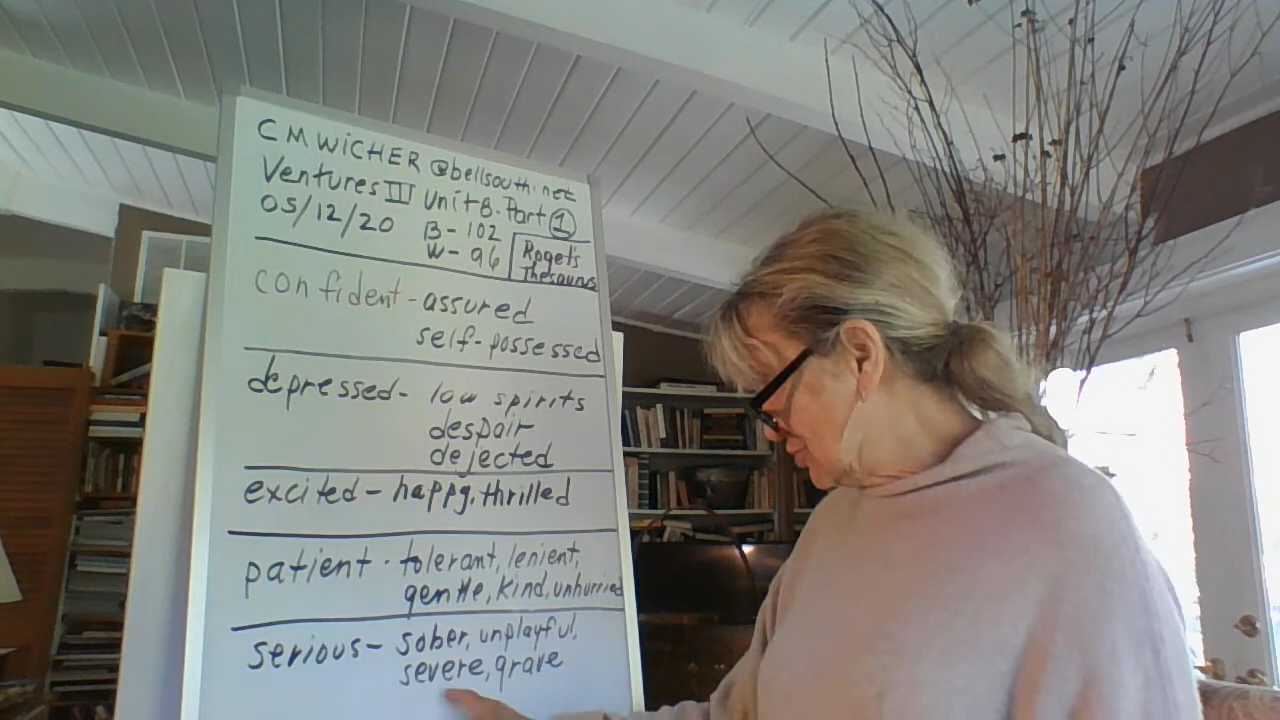 CMWICHER @bellsouth.net
Ventures III Unit 8. Part 1
05/12/20 B-102
W-96
Rogets
Thesaurus
confident - assured
self-possessed
depressed - low spirits
despair
dejected
excited - happy, thrilled
patient - tolerant, lenient,
gentle, kind, unhurried
serious - sober, unplayful,
severe, grave